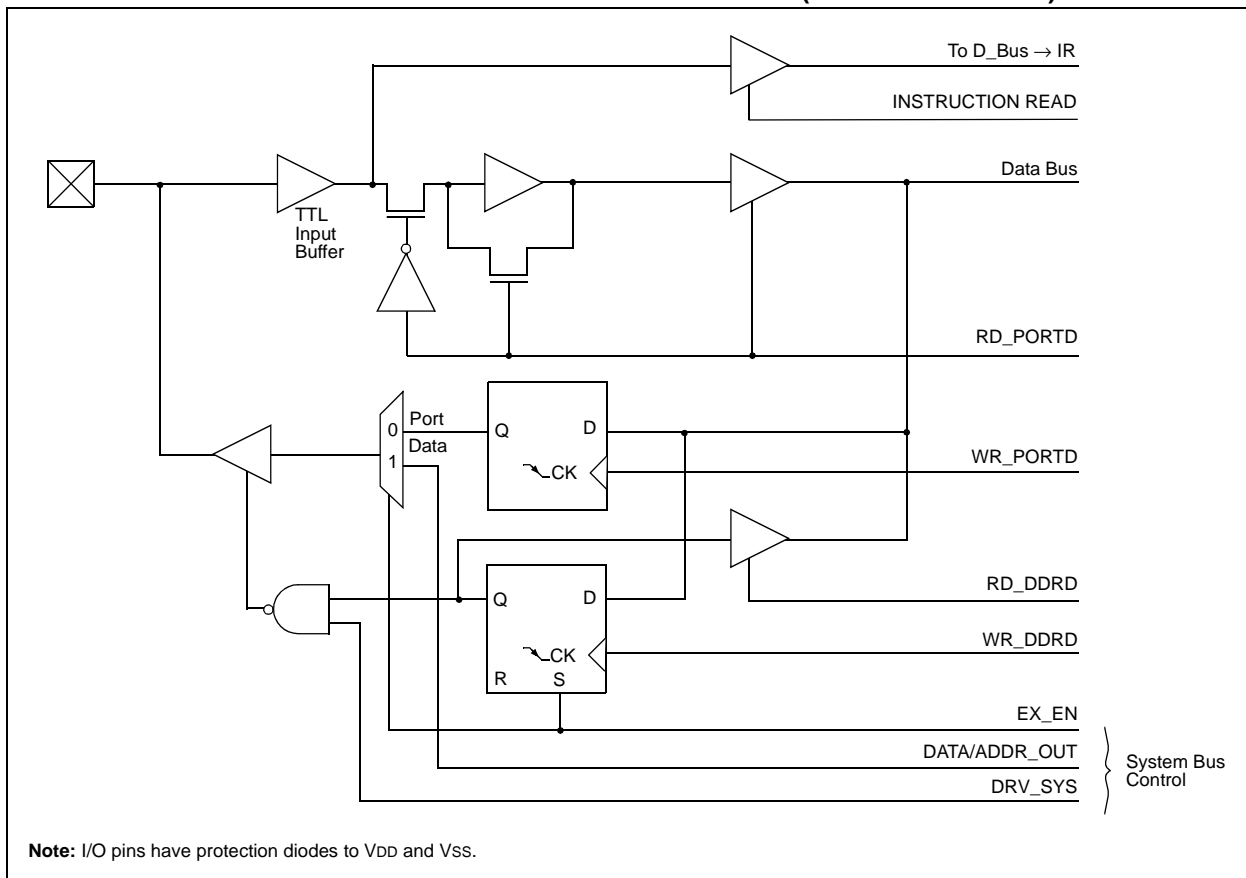 To D_Bus → IR
INSTRUCTION READ
Data Bus
TTL
Input
Buffer
RD_PORTD
0
Port
Data
1
Q
D
CK
WR_PORTD
Q
D
CK
R
S
RD_DDRD
WR_DDRD
EX_EN
DATA/ADDR_OUT
DRV_SYS
System Bus
Control
Note: I/O pins have protection diodes to VDD and VSS.